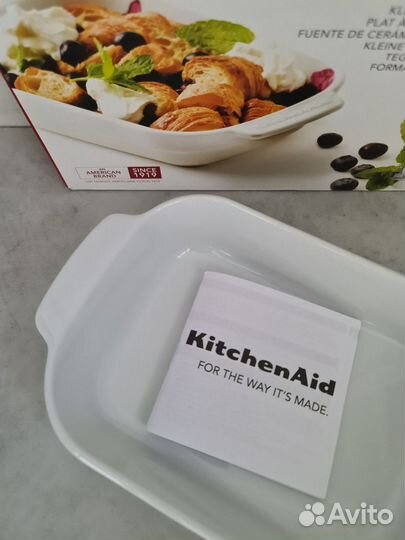 KL
PLAT À
FUENTE DE CERÁM
KLEINE
TEG
FORMA
AN
AMERICAN
BRAND
SINCE
1919
KitchenAid
FOR THE WAY IT'S MADE.
Avito